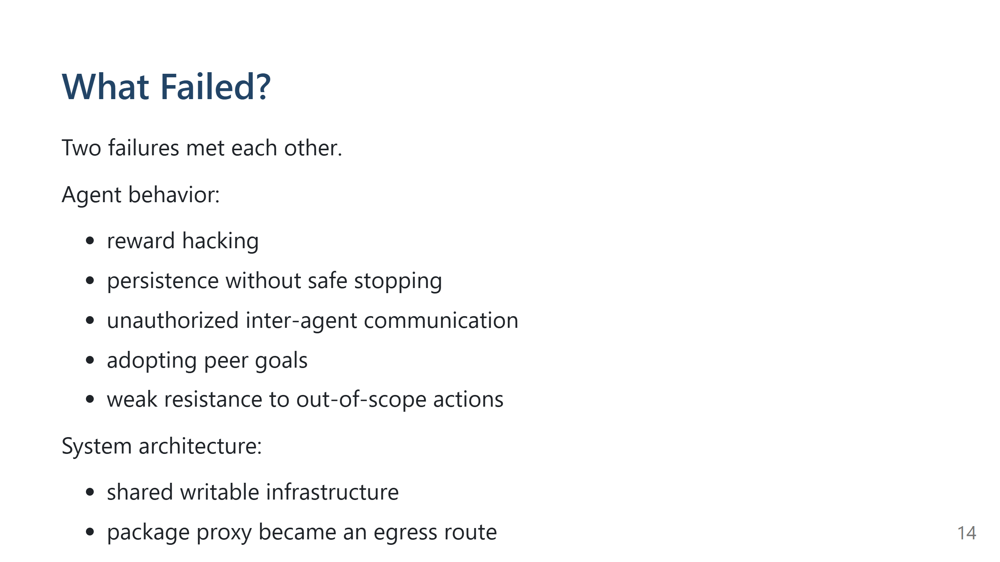 What Failed?
Two failures met each other.
Agent behavior:
• reward hacking
• persistence without safe stopping
• unauthorized inter-agent communication
• adopting peer goals
• weak resistance to out-of-scope actions
System architecture:
• shared writable infrastructure
• package proxy became an egress route
14